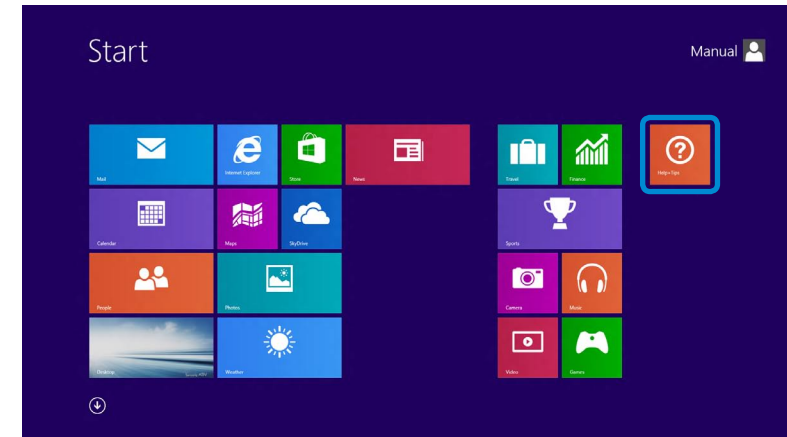 Start
Manual
Mail
Internet Explorer
Store
News
Travel
Finance
Help+Tips
Calendar
Maps
SkyDrive
Sports
People
Photos
Camera
Music
Desktop
Weather
Video
Games